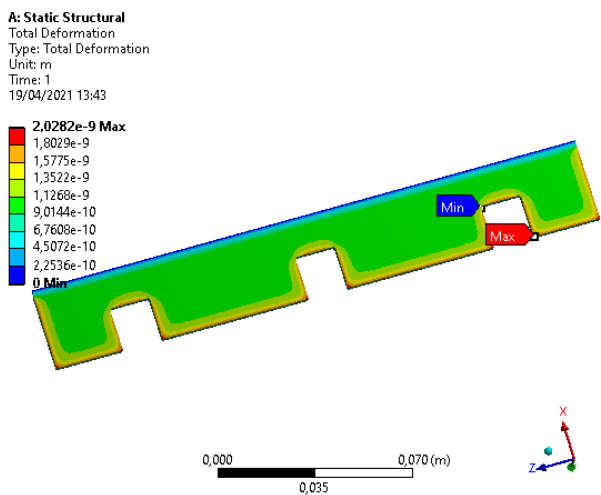 A: Static Structural
Total Deformation
Type: Total Deformation
Unit: m
Time: 1
19/04/2021 13:43
2,0282e-9 Max
1,8029e-9
1,5775e-9
1,3522e-9
1,1268e-9
9,0144e-10
6,7608e-10
4,5072e-10
2,2536e-10
0 Min
Min
Max
0,000
0,070 (m)
0,035
X
Z